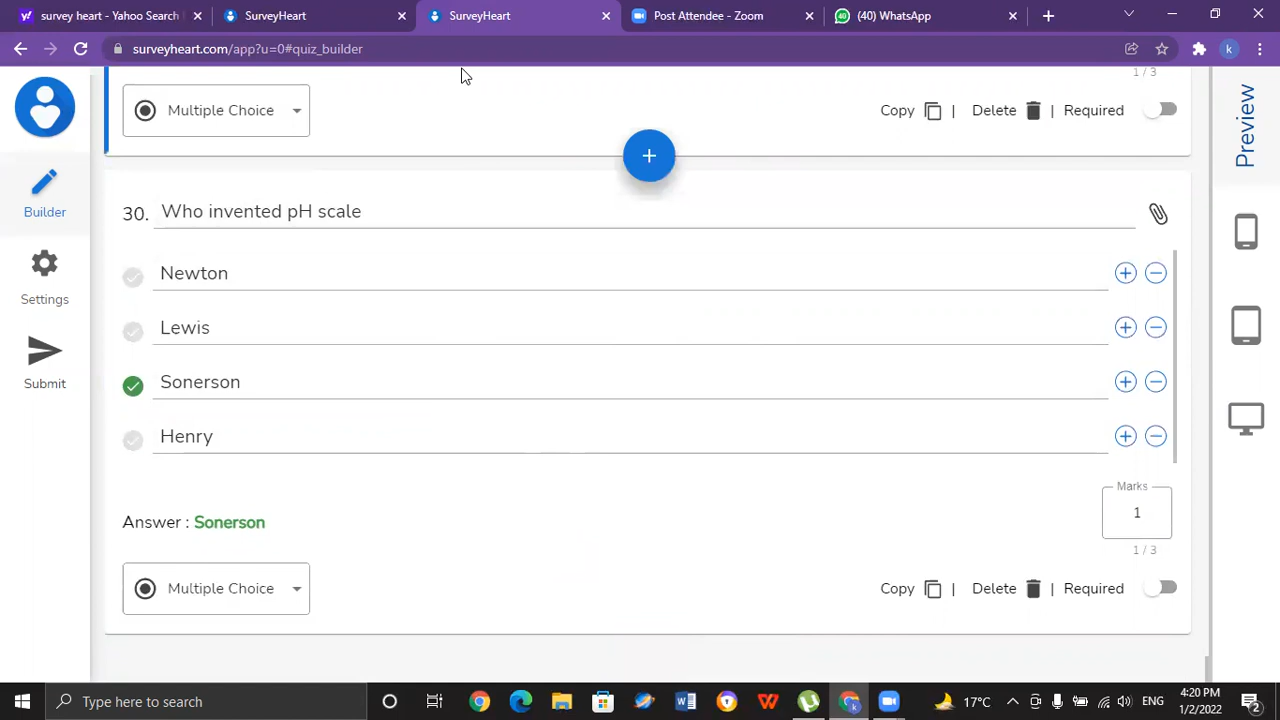 survey heart - Yahoo Search
SurveyHeart
SurveyHeart
Post Attendee - Zoom
(40) WhatsApp
surveyheart.com/app?u=0#quiz_builder
k
1 / 3
Multiple Choice
Copy | Delete | Required
Preview
Builder
Settings
Submit
30. Who invented pH scale
Newton
Lewis
Sonerson
Henry
Marks
1
Answer : Sonerson
1 / 3
Multiple Choice
Copy | Delete | Required
Type here to search
17°C
ENG
4:20 PM
1/2/2022
2